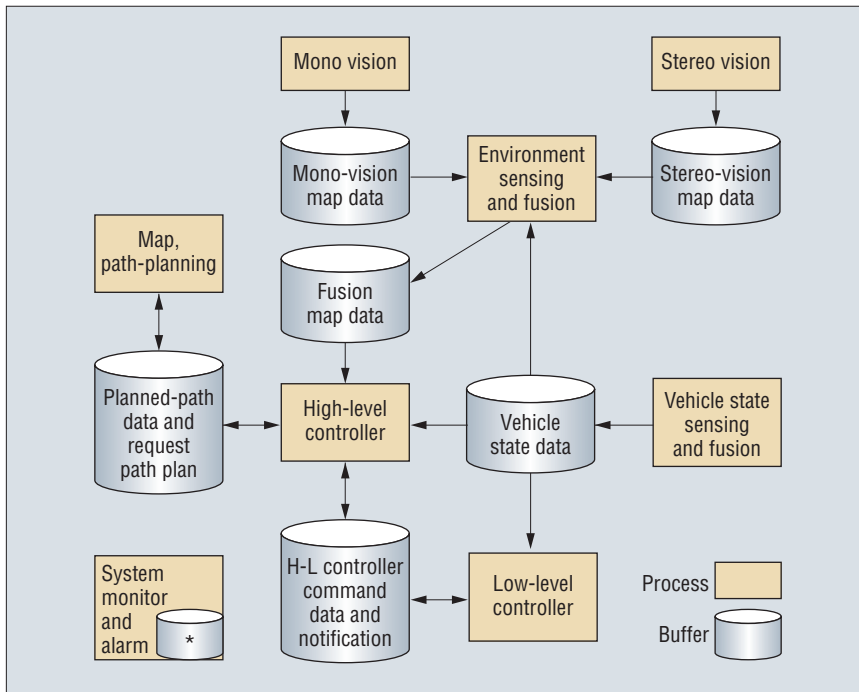 Mono vision
Stereo vision
Mono-vision
map data
Environment
sensing
and fusion
Stereo-vision
map data
Map,
path-planning
Fusion
map data
Planned-path
data and
request
path plan
High-level
controller
Vehicle
state data
Vehicle state
sensing
and fusion
System
monitor
and
alarm
*
H-L controller
command
data and
notification
Low-level
controller
Process
Buffer